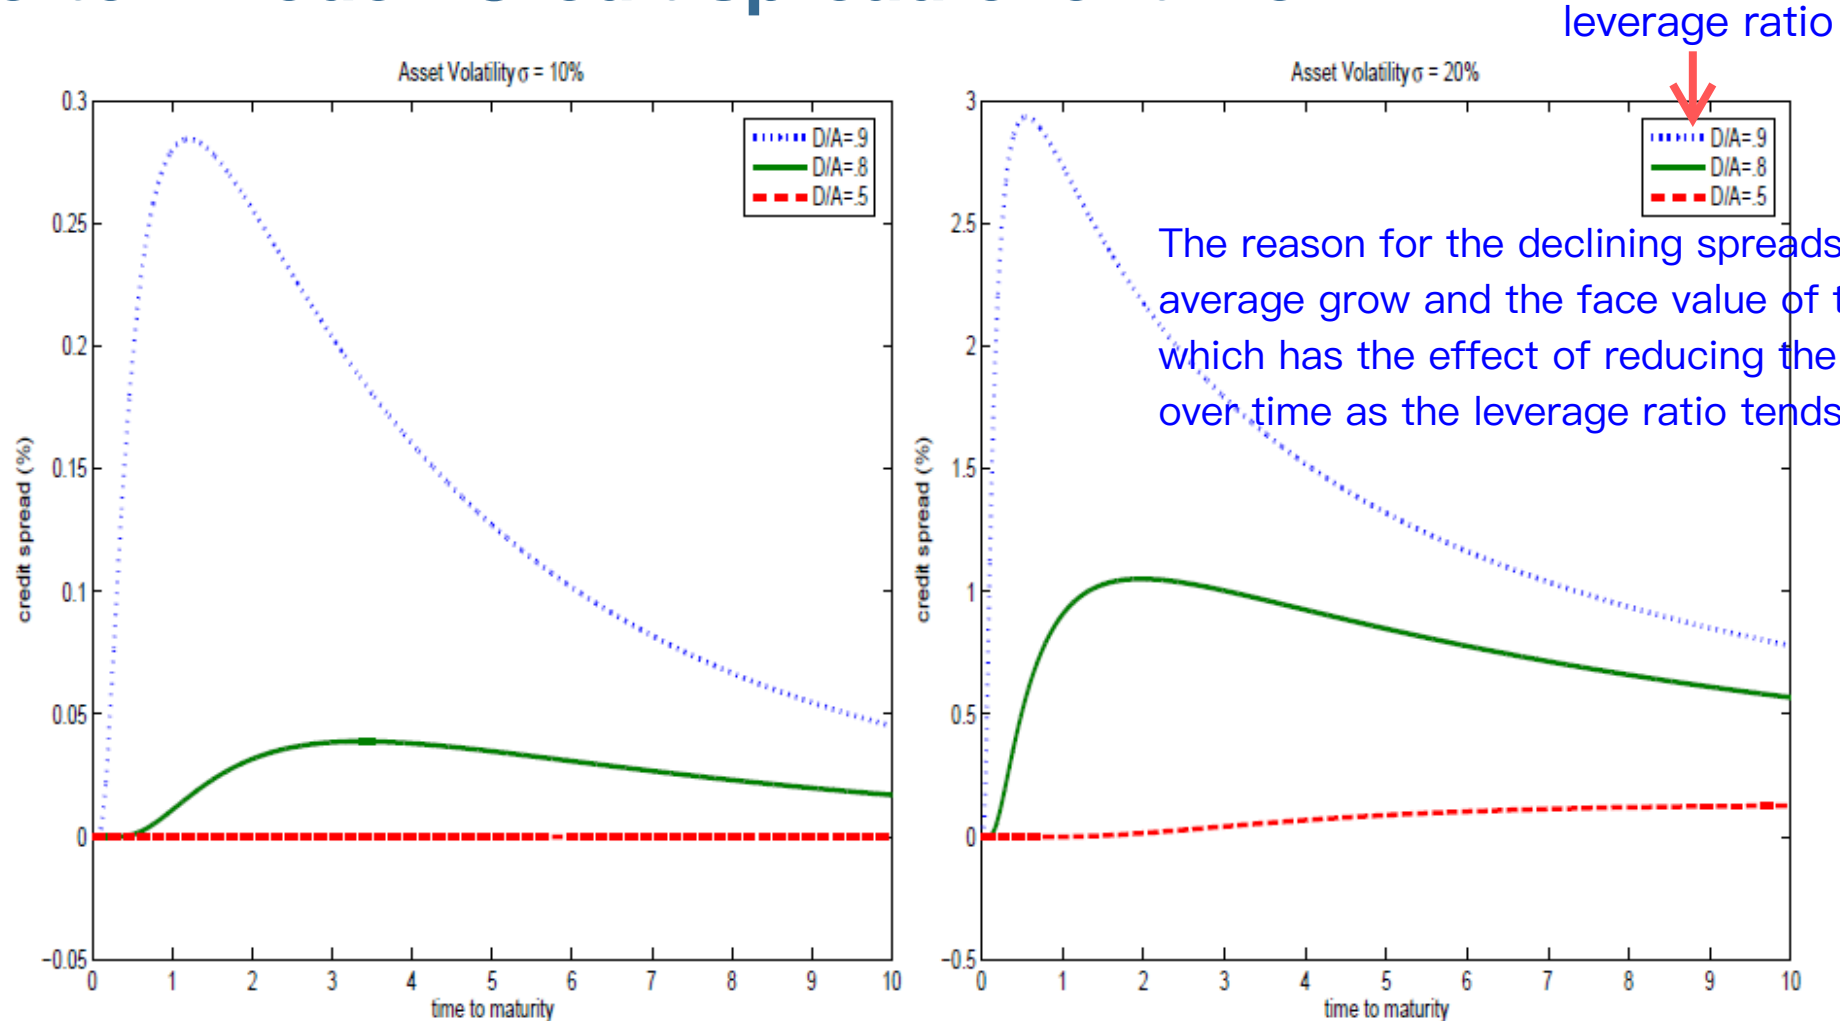 leverage ratio
Asset Volatility σ = 10%
0.3
0.25
0.2
0.15
0.1
0.05
0
−0.05
credit spread (%)
D/A=.9
D/A=.8
D/A=.5
0 1 2 3 4 5 6 7 8 9 10
time to maturity
Asset Volatility σ = 20%
3
2.5
2
1.5
1
0.5
0
−0.5
credit spread (%)
D/A=.9
D/A=.8
D/A=.5
The reason for the declining spreads
average grow and the face value of
which has the effect of reducing the
over time as the leverage ratio tends
0 1 2 3 4 5 6 7 8 9 10
time to maturity